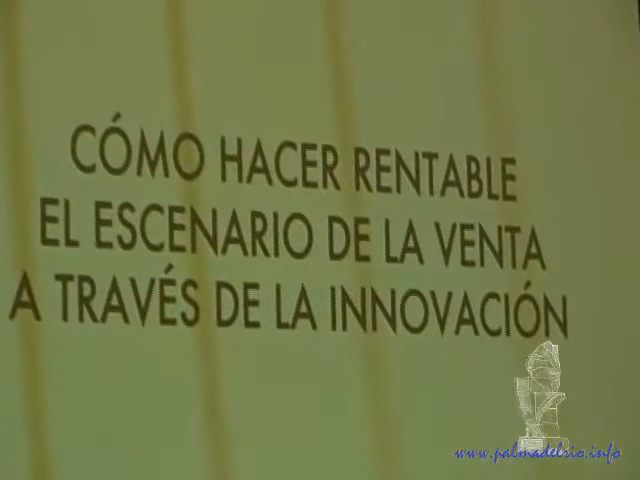 CÓMO HACER RENTABLE
EL ESCENARIO DE LA VENTA
A TRAVÉS DE LA INNOVACIÓN
www.palmadelrio.info